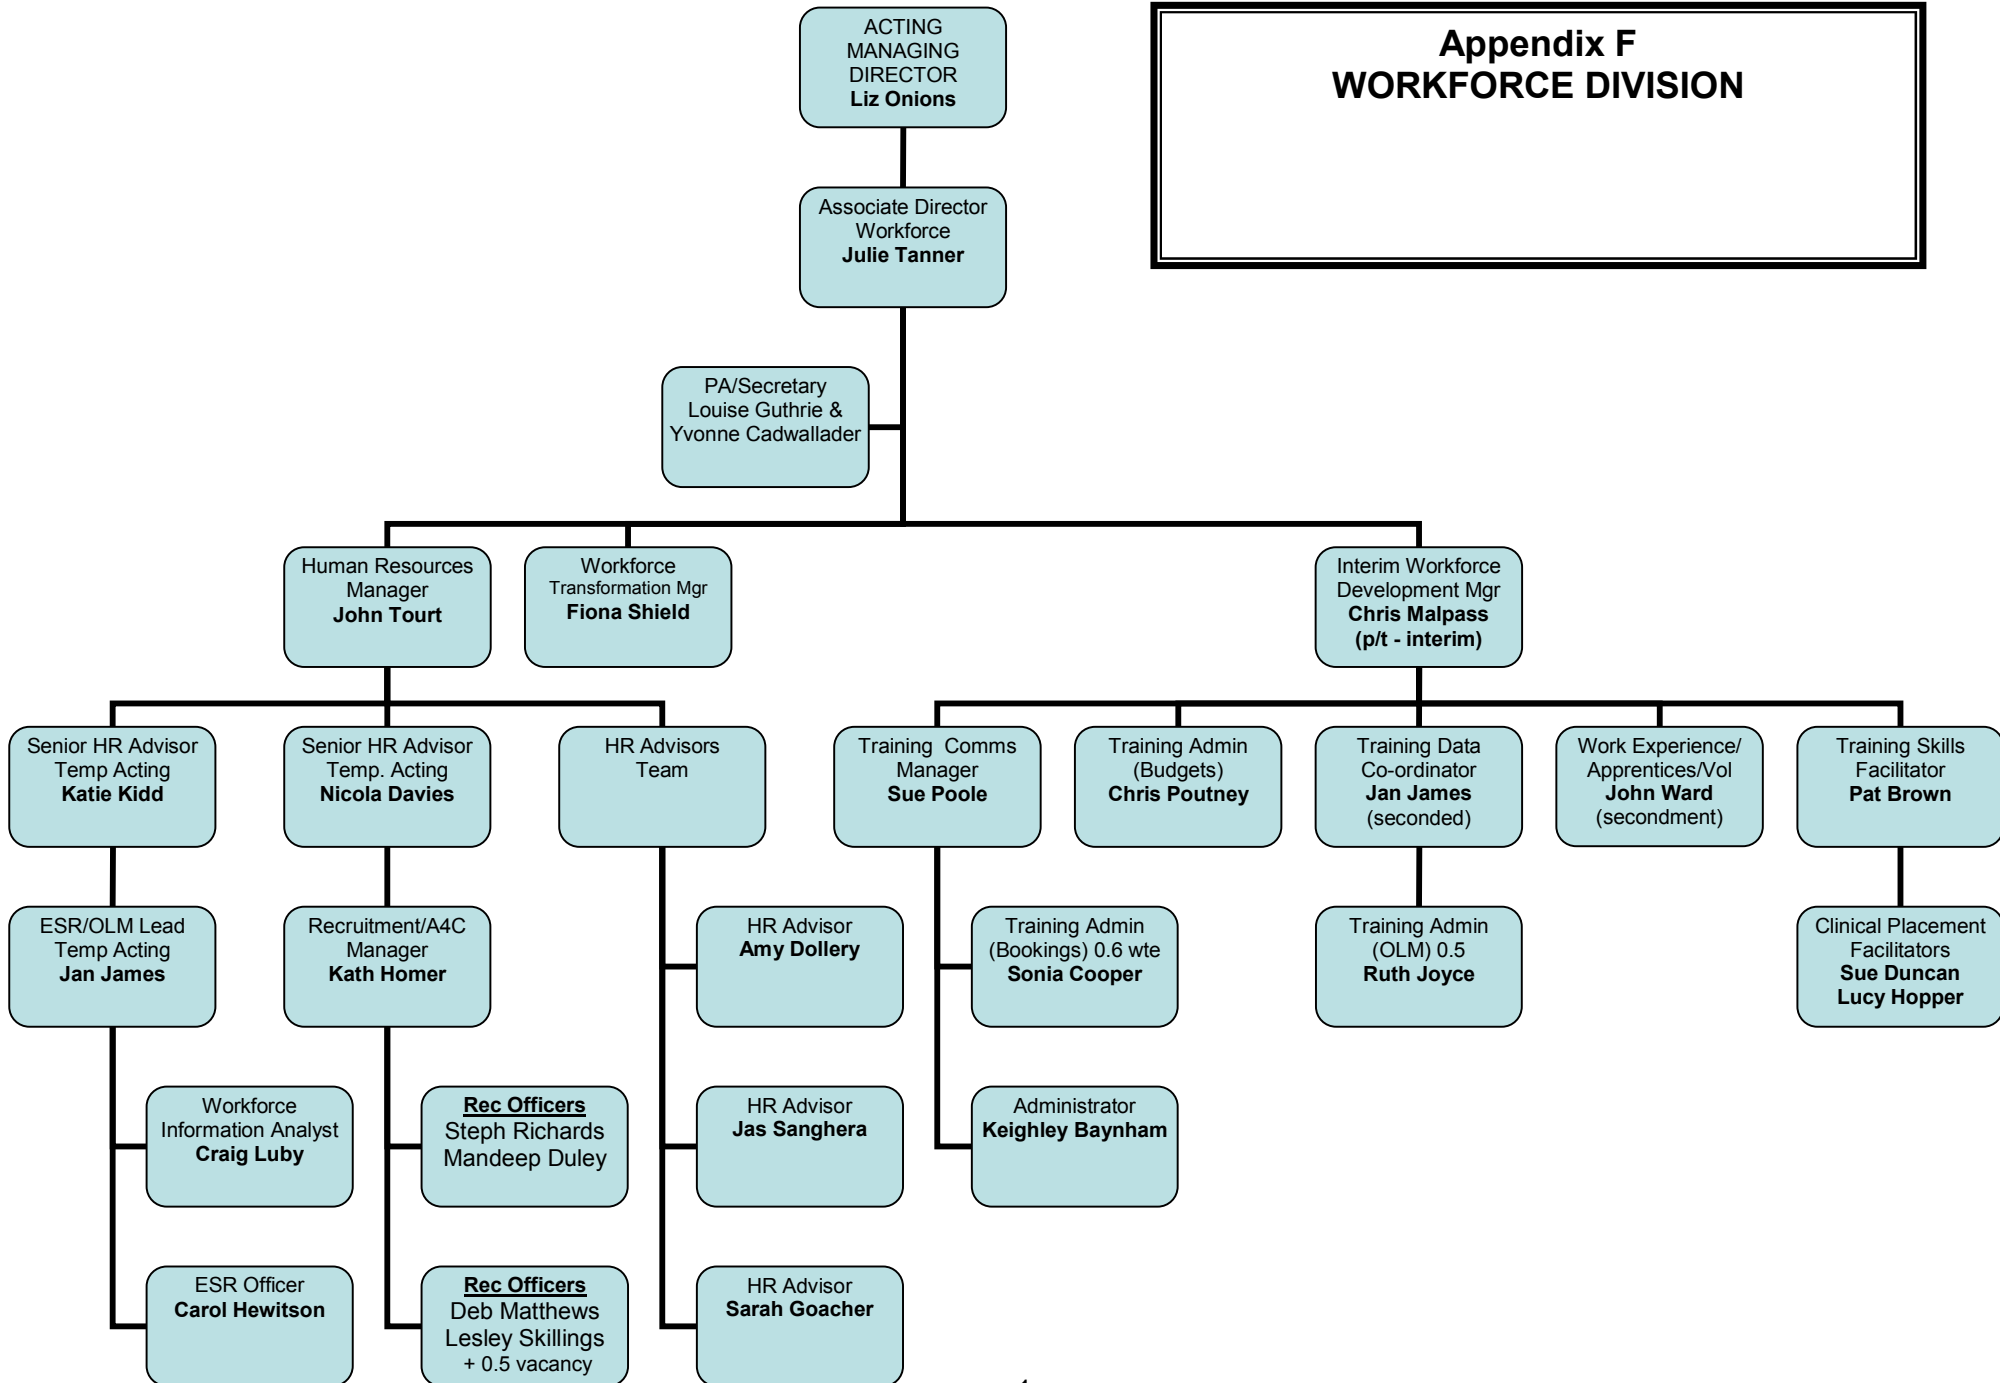 ACTING
MANAGING
DIRECTOR
Liz Onions
Appendix F
WORKFORCE DIVISION
Associate Director
Workforce
Julie Tanner
PA/Secretary
Louise Guthrie &
Yvonne Cadwallader
Human Resources
Manager
John Tourt
Workforce
Transformation Mgr
Fiona Shield
Interim Workforce
Development Mgr
Chris Malpass
(p/t - interim)
Senior HR Advisor
Temp Acting
Katie Kidd
Senior HR Advisor
Temp. Acting
Nicola Davies
HR Advisors
Team
Training Comms
Manager
Sue Poole
Training Admin
(Budgets)
Chris Poutney
Training Data
Co-ordinator
Jan James
(seconded)
Work Experience/
Apprentices/Vol
John Ward
(secondment)
Training Skills
Facilitator
Pat Brown
ESR/OLM Lead
Temp Acting
Jan James
Recruitment/A4C
Manager
Kath Homer
HR Advisor
Amy Dollery
Training Admin
(Bookings) 0.6 wte
Sonia Cooper
Training Admin
(OLM) 0.5
Ruth Joyce
Clinical Placement
Facilitators
Sue Duncan
Lucy Hopper
Workforce
Information Analyst
Craig Luby
Rec Officers
Steph Richards
Mandeep Duley
HR Advisor
Jas Sanghera
Administrator
Keighley Baynham
ESR Officer
Carol Hewitson
Rec Officers
Deb Matthews
Lesley Skillings
+ 0.5 vacancy
HR Advisor
Sarah Goacher